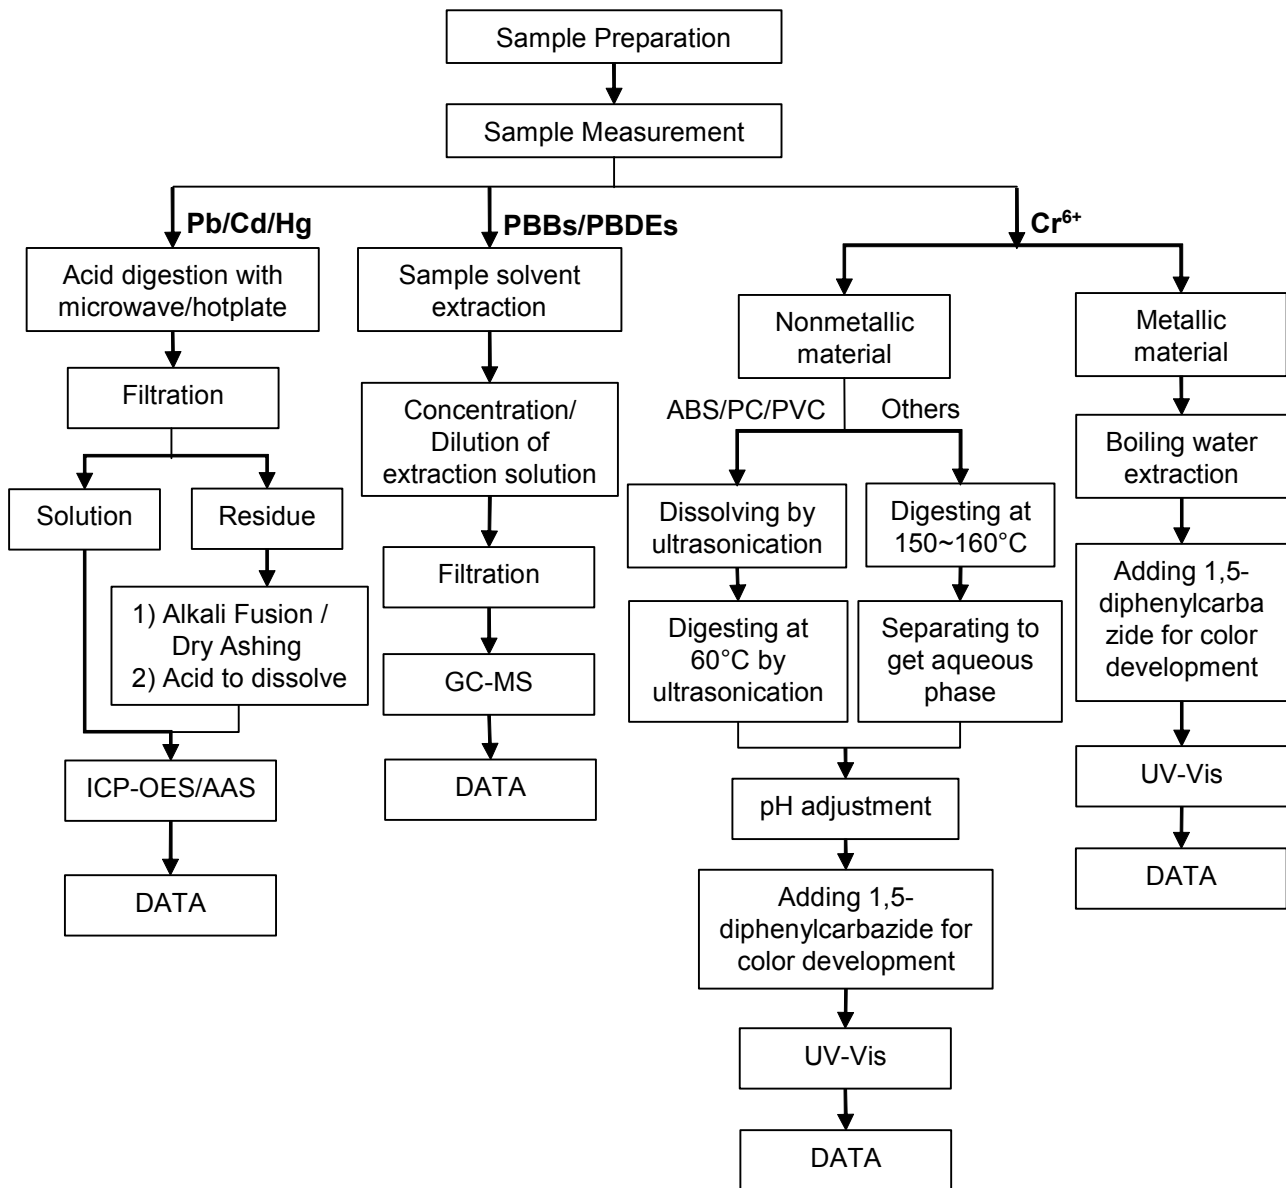 Sample Preparation
Sample Measurement
Pb/Cd/Hg
PBBs/PBDEs
Cr⁶⁺
Acid digestion with
microwave/hotplate
Filtration
Solution
Residue
1) Alkali Fusion /
Dry Ashing
2) Acid to dissolve
ICP-OES/AAS
DATA
Sample solvent
extraction
Concentration/
Dilution of
extraction solution
Filtration
GC-MS
DATA
Nonmetallic
material
ABS/PC/PVC
Others
Dissolving by
ultrasonication
Digesting at
60°C by
ultrasonication
Digesting at
150~160°C
Separating to
get aqueous
phase
pH adjustment
Adding 1,5-
diphenylcarbazide for
color development
UV-Vis
DATA
Metallic
material
Boiling water
extraction
Adding 1,5-
diphenylcarba
zide for color
development
UV-Vis
DATA